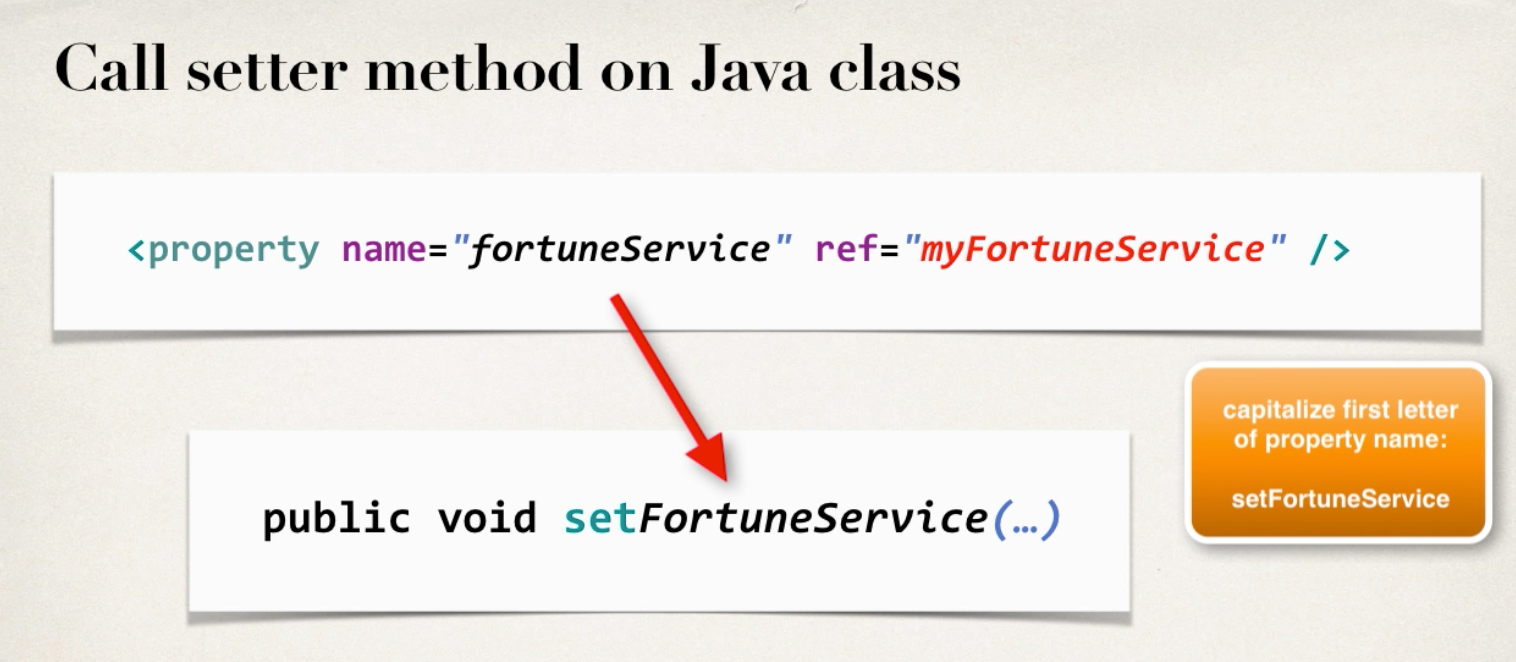 Call setter method on Java class
<property name="fortuneService" ref="myFortuneService" />
public void setFortuneService(…)
capitalize first letter
of property name:
setFortuneService